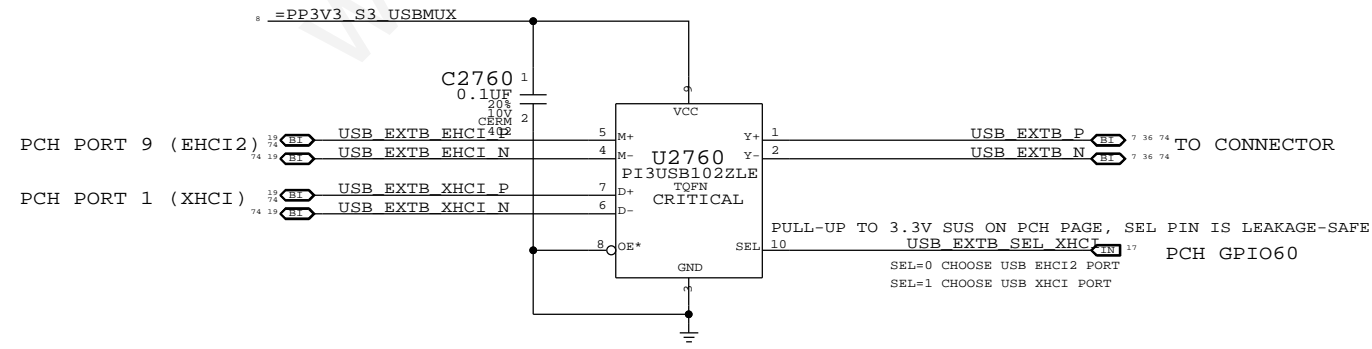 8 =PP3V3_S3_USBMUX
C2760 1
0.1UF
20%
10V
CERM 2
402
9
VCC
PCH PORT 9 (EHCI2) 19 74 BI USB_EXTB_EHCI_P 5 M+
74 19 BI USB_EXTB_EHCI_N 4 M-
U2760
PI3USB102ZLE
TQFN
CRITICAL
Y+ 1 USB_EXTB_P BI 7 36 74
Y- 2 USB_EXTB_N BI 7 36 74
TO CONNECTOR
PCH PORT 1 (XHCI) 19 74 BI USB_EXTB_XHCI_P 7 D+
74 19 BI USB_EXTB_XHCI_N 6 D-
PULL-UP TO 3.3V SUS ON PCH PAGE, SEL PIN IS LEAKAGE-SAFE
8 OE*
SEL 10 USB_EXTB_SEL_XHCI IN 17 PCH GPIO60
GND
3
SEL=0 CHOOSE USB EHCI2 PORT
SEL=1 CHOOSE USB XHCI PORT